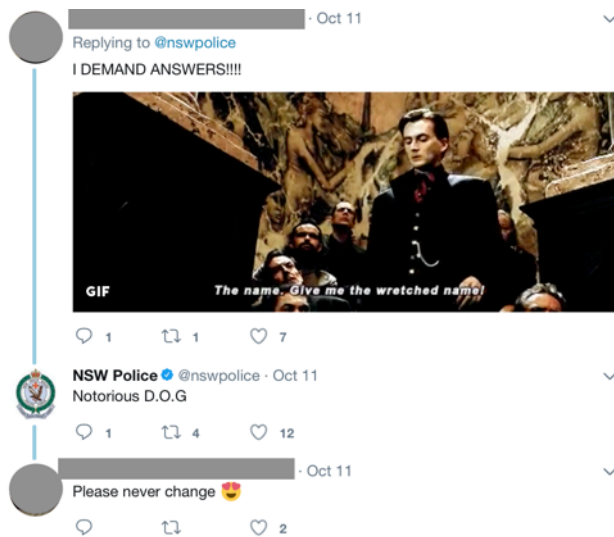 · Oct 11
Replying to @nswpolice
I DEMAND ANSWERS!!!!
The name. Give me the wretched name!
GIF
1 1 7
NSW Police @nswpolice · Oct 11
Notorious D.O.G
1 4 12
· Oct 11
Please never change 😍
2